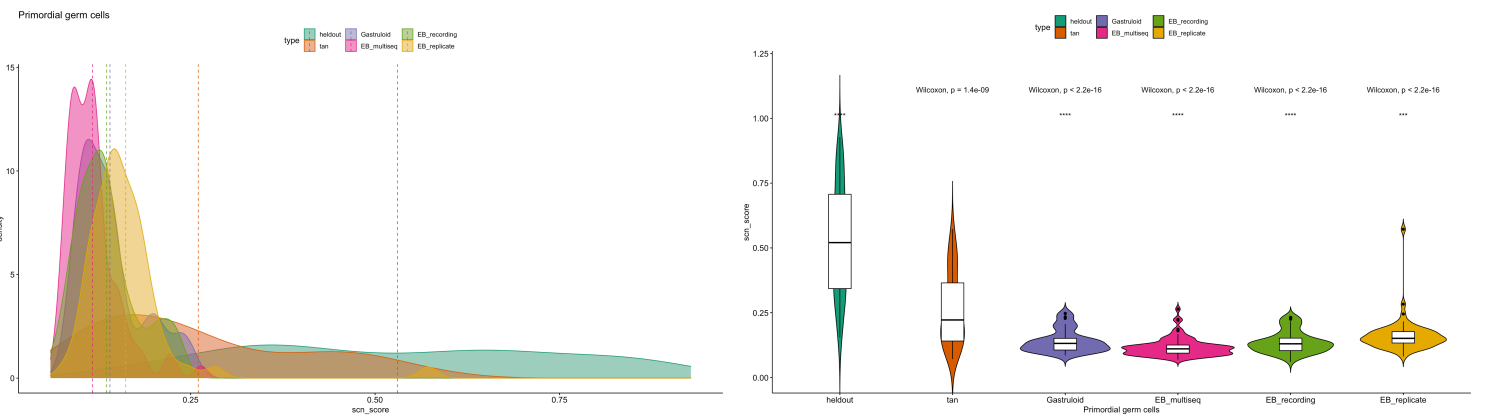 Primordial germ cells
type
heldout
Gastruloid
EB_recording
tan
EB_multiseq
EB_replicate
15
10
5
0
0.25
0.50
0.75
scn_score
type
heldout
Gastruloid
EB_recording
tan
EB_multiseq
EB_replicate
1.25
1.00
0.75
0.50
0.25
0.00
scn_score
Wilcoxon, p = 1.4e-09
Wilcoxon, p < 2.2e-16
Wilcoxon, p < 2.2e-16
Wilcoxon, p < 2.2e-16
Wilcoxon, p < 2.2e-16
****
****
****
****
***
heldout
tan
Gastruloid
EB_multiseq
EB_recording
EB_replicate
Primordial germ cells